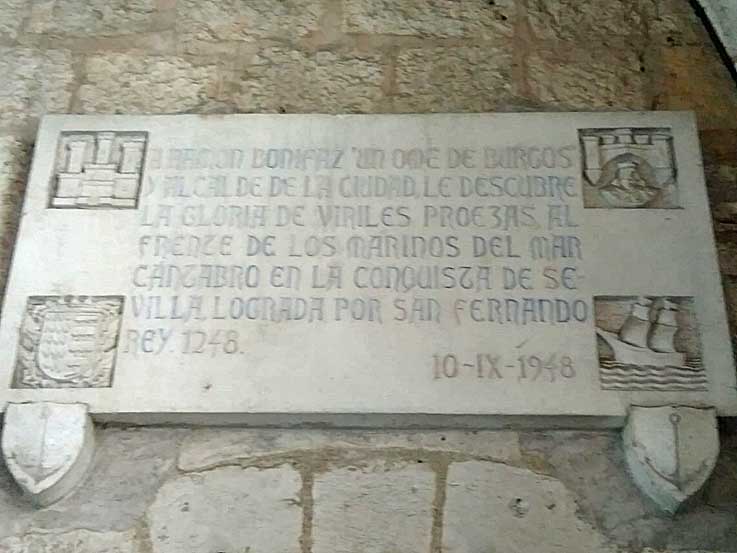 A RAMON BONIFAZ "UN OME DE BURGOS"
Y ALCALDE DE LA CIUDAD, LE DESCUBRE
LA GLORIA DE VIRILES PROEZAS, AL
FRENTE DE LOS MARINOS DEL MAR
CANTABRO EN LA CONQUISTA DE SE-
VILLA, LOGRADA POR SAN FERNANDO
REY. 1248.
10-IX-1948